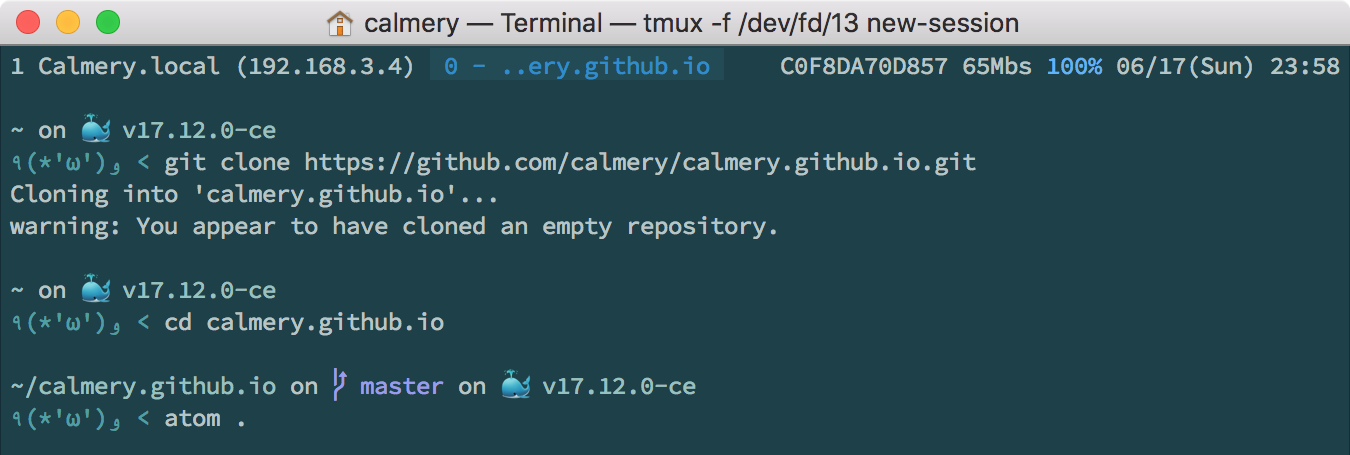 calmery — Terminal — tmux -f /dev/fd/13 new-session
1 Calmery.local (192.168.3.4) 0 - ..ery.github.io C0F8DA70D857 65Mbs 100% 06/17(Sun) 23:58
~ on 🐳 v17.12.0-ce
٩(*'ω')و < git clone https://github.com/calmery/calmery.github.io.git
Cloning into 'calmery.github.io'...
warning: You appear to have cloned an empty repository.
~ on 🐳 v17.12.0-ce
٩(*'ω')و < cd calmery.github.io
~/calmery.github.io on  master on 🐳 v17.12.0-ce
٩(*'ω')و < atom .